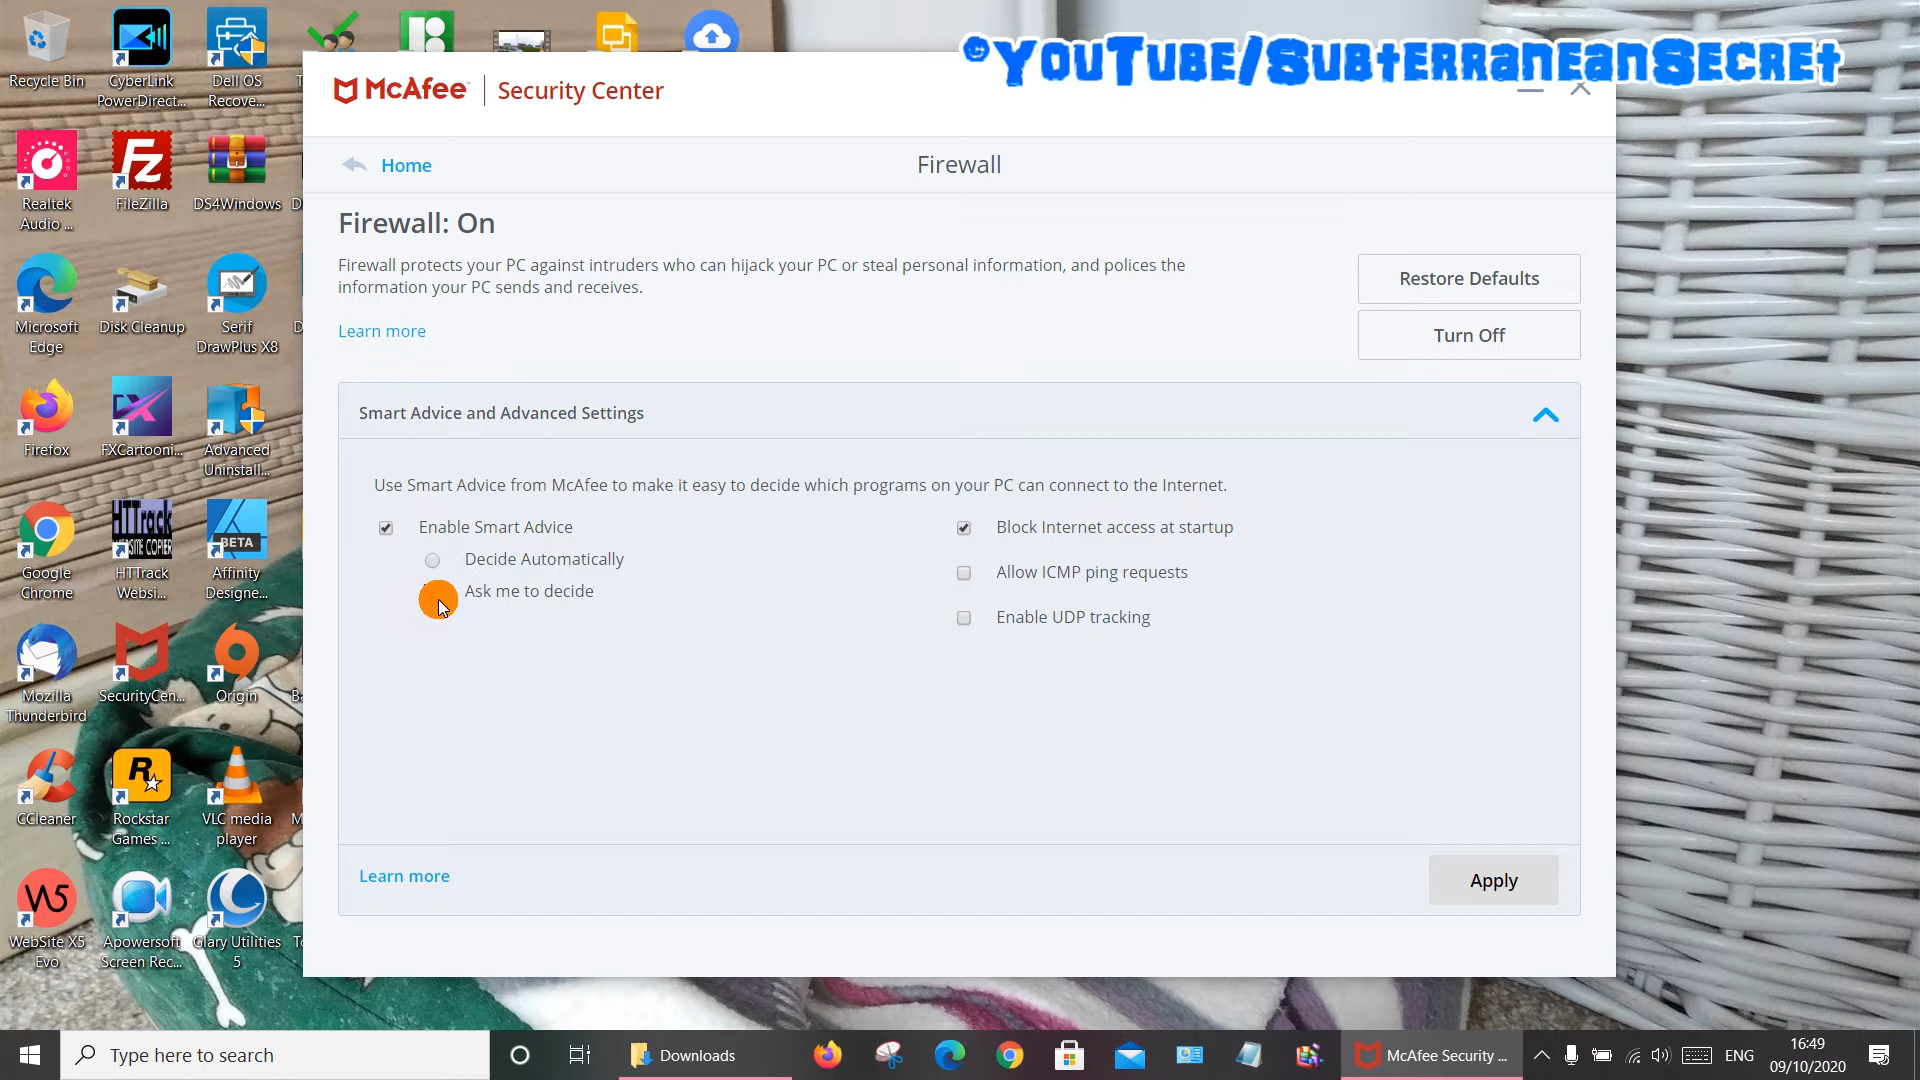 ©YouTube/SubterraneanSecret
Recycle Bin
CyberLink
PowerDirect...
Dell OS
Recove...
Realtek
Audio ...
FileZilla
DS4Windows
Microsoft
Edge
Disk Cleanup
Serif
DrawPlus X8
Firefox
FXCartooni...
Advanced
Uninstall...
Google
Chrome
HTTrack
WEBSITE COPIER
HTTrack
Websi...
BETA
Affinity
Designe...
Mozilla
Thunderbird
SecurityCen...
Origin
CCleaner
Rockstar
Games ...
VLC media
player
WebSite X5
Evo
Apowersoft
Screen Rec...
Glary Utilities
5
McAfee™ | Security Center
Home
Firewall
Firewall: On
Firewall protects your PC against intruders who can hijack your PC or steal personal information, and polices the
information your PC sends and receives.
Learn more
Restore Defaults
Turn Off
Smart Advice and Advanced Settings
Use Smart Advice from McAfee to make it easy to decide which programs on your PC can connect to the Internet.
Enable Smart Advice
Decide Automatically
Ask me to decide
Block Internet access at startup
Allow ICMP ping requests
Enable UDP tracking
Learn more
Apply
Type here to search
Downloads
McAfee Security ...
ENG
16:49
09/10/2020